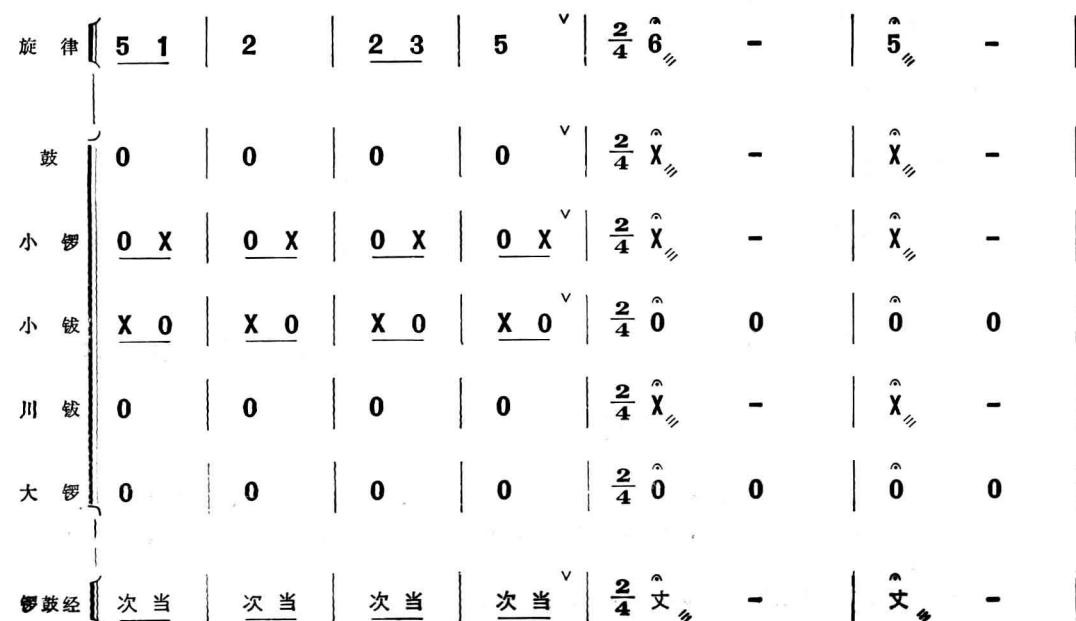 旋 律 5 1 | 2 | 2 3 | 5 ∨ | 2/4 6 - | 5 - |
鼓 0 | 0 | 0 | 0 ∨ | 2/4 X - | X - |
小 锣 0 X | 0 X | 0 X | 0 X ∨ | 2/4 X - | X - |
小 钹 X 0 | X 0 | X 0 | X 0 ∨ | 2/4 0 0 | 0 0 |
川 钹 0 | 0 | 0 | 0 | 2/4 X - | X - |
大 锣 0 | 0 | 0 | 0 | 2/4 0 0 | 0 0 |
锣鼓经 次 当 | 次 当 | 次 当 | 次 当 ∨ | 2/4 丈 - | 丈 - |